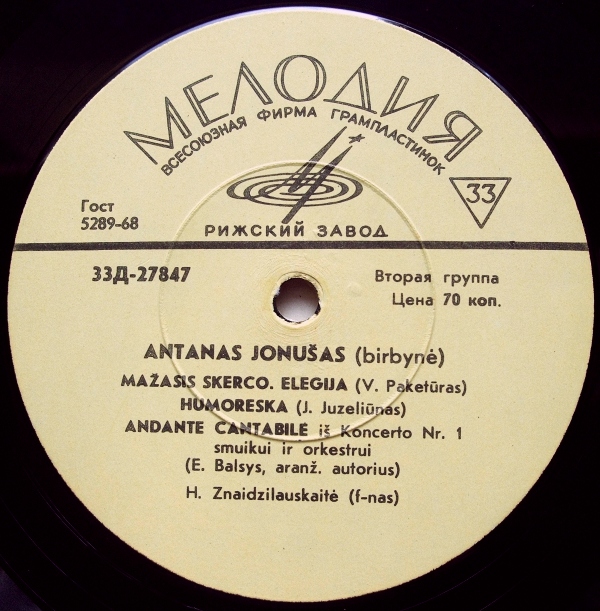 МЕЛОДИЯ
ВСЕСОЮЗНАЯ ФИРМА ГРАМПЛАСТИНОК
33
Гост
5289-68
РИЖСКИЙ ЗАВОД
33Д-27847
Вторая группа
Цена 70 коп.
ANTANAS JONUŠAS (birbynė)
MAŽASIS SKERCO. ELEGIJA (V. Paketūras)
HUMORESKA (J. Juzeliūnas)
ANDANTE CANTABILĖ iš Koncerto Nr. 1
smuikui ir orkestrui
(E. Balsys, aranž. autorius)
H. Znaidzilauskaitė (f-nas)